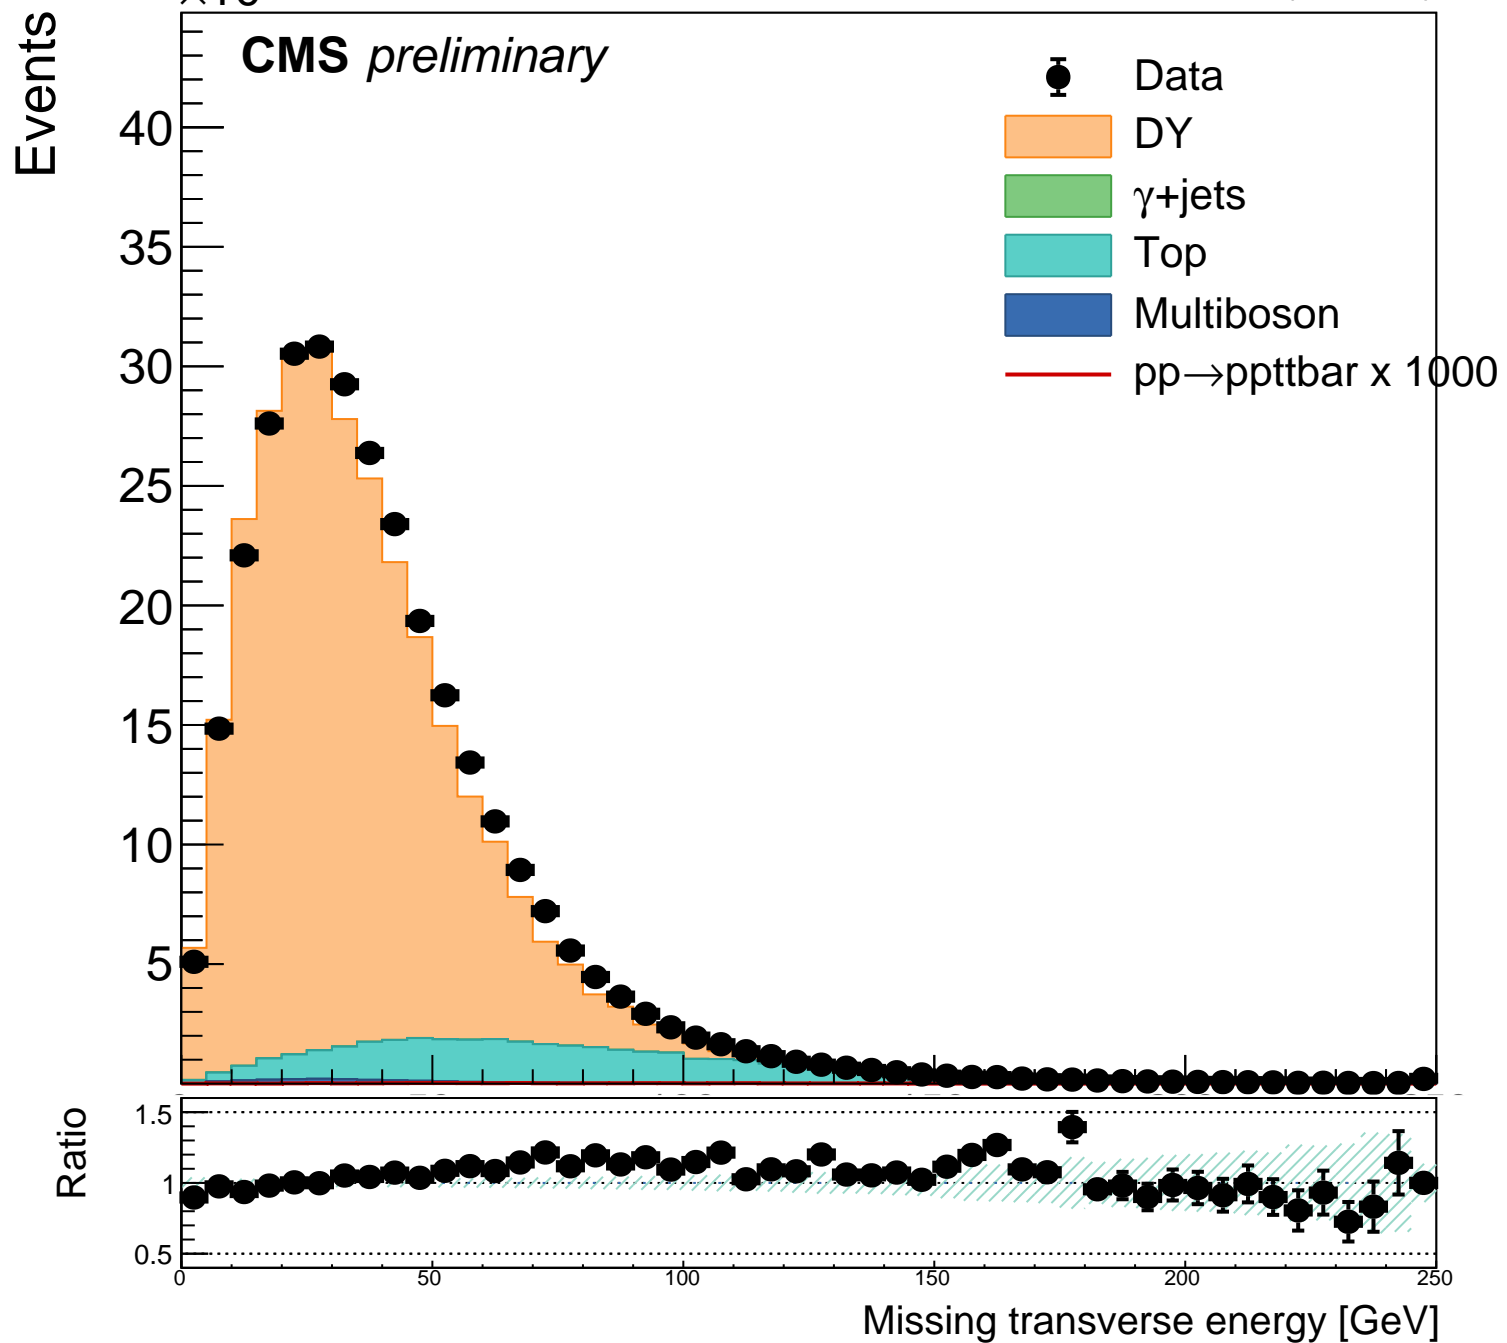 Events
CMS preliminary
Data
DY
γ+jets
Top
Multiboson
pp→ppttbar x 1000
40
35
30
25
20
15
10
5
Ratio
1.5
1
0.5
0 50 100 150 200 250
Missing transverse energy [GeV]